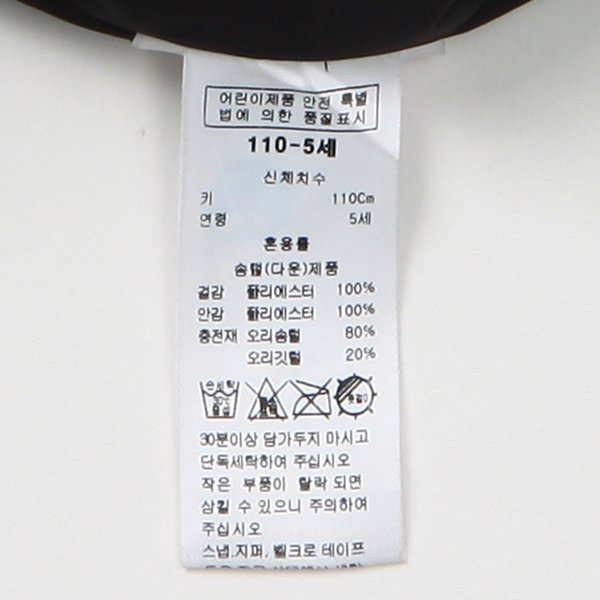 어린이제품 안전 특별
법에 의한 품질표시
110-5세
신체치수
키 110Cm
연령 5세
혼용률
솜털(다운)제품
겉감 폴리에스터 100%
안감 폴리에스터 100%
충전재 오리솜털 80%
오리깃털 20%
손세탁 30℃ 중성
30분이상 담가두지 마시고
단독세탁하여 주십시오
작은 부품이 탈락 되면
삼킬 수 있으니 주의하여
주십시오
스냅,지퍼, 벨크로 테이프